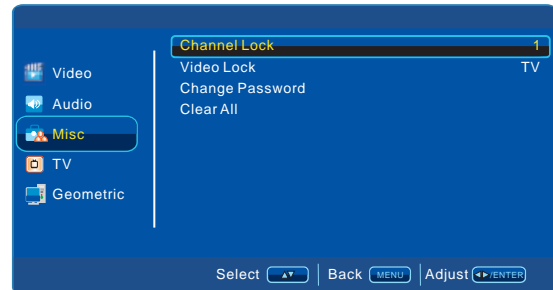 Video
Audio
Misc
TV
Geometric
Channel Lock 1
Video Lock TV
Change Password
Clear All
Select ▲▼ Back MENU Adjust ◄►/ENTER